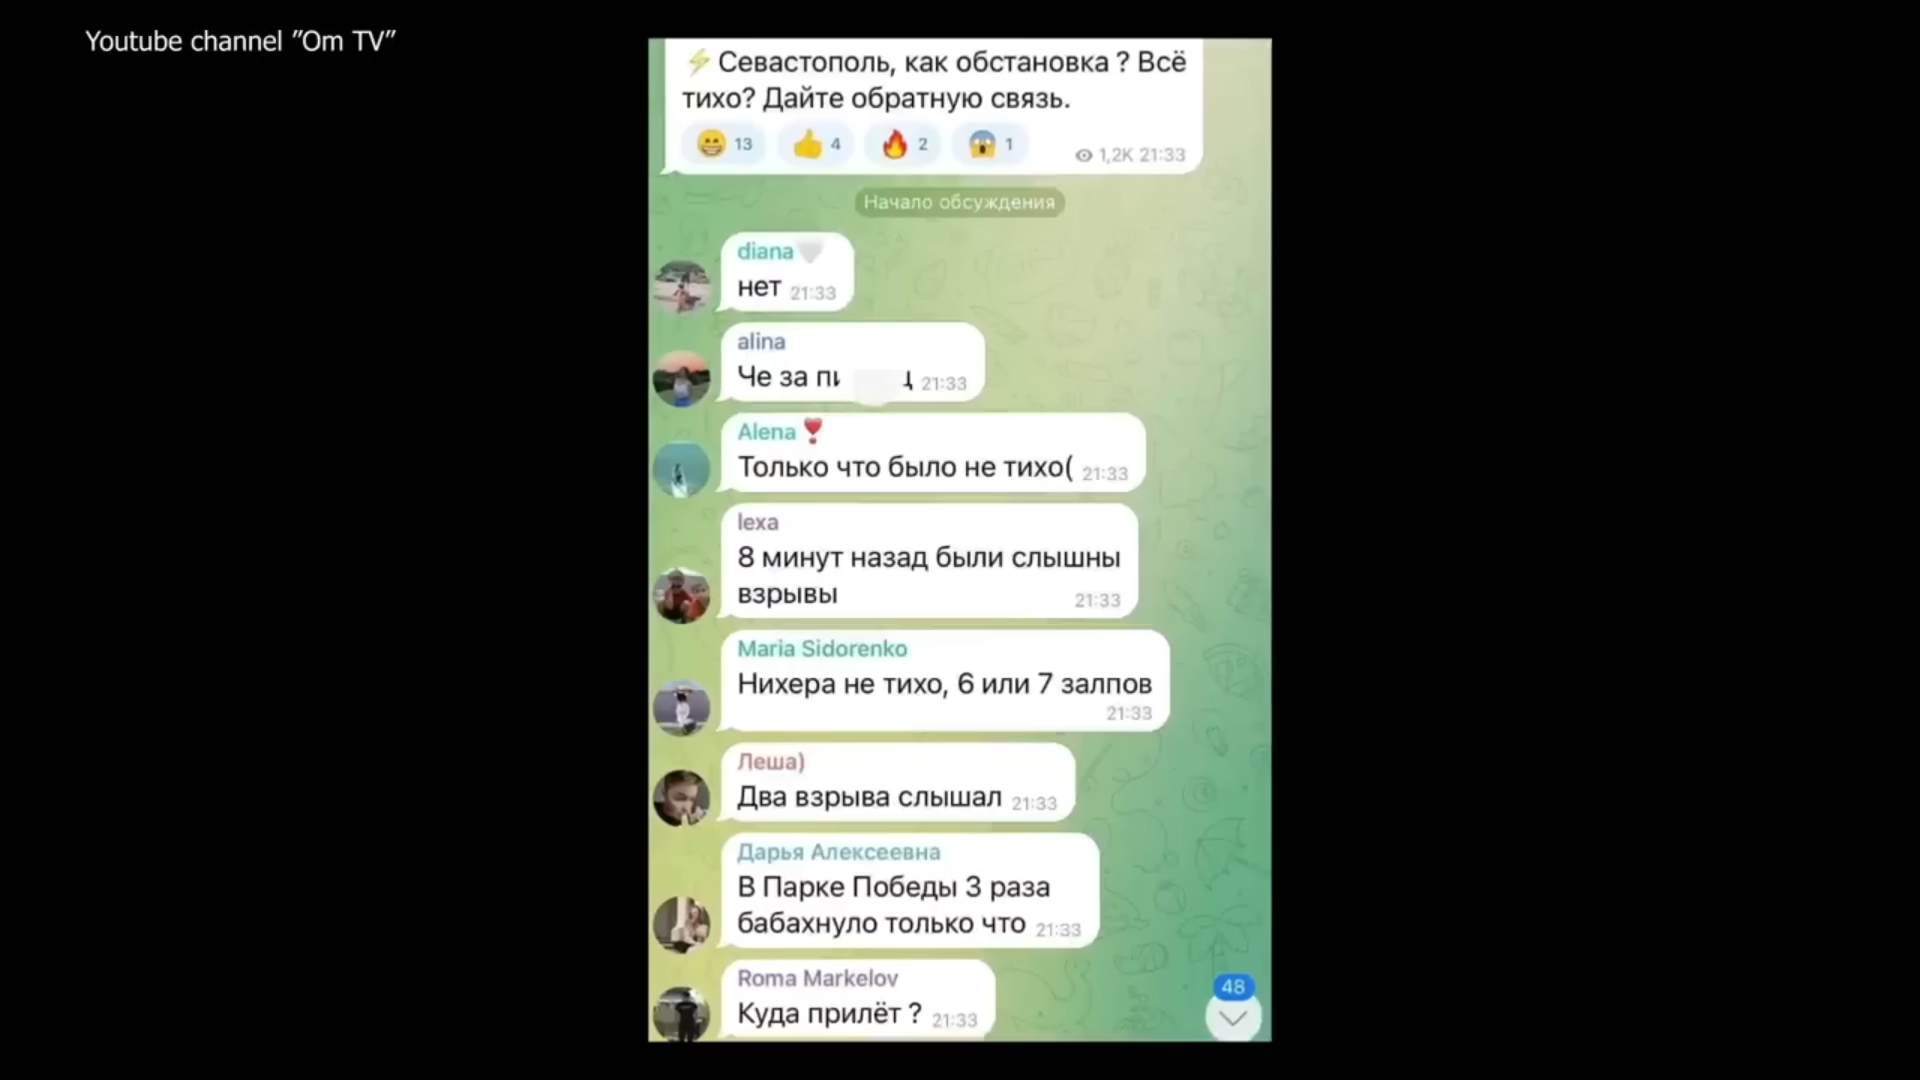 Youtube channel ”Om TV”
⚡ Севастополь, как обстановка ? Всё
тихо? Дайте обратную связь.
😁 13 👍 4 🔥 2 😱 1
1,2K 21:33
Начало обсуждения
diana🤍
нет 21:33
alina
Че за 21:33
Alena❣️
Только что было не тихо( 21:33
lexa
8 минут назад были слышны
взрывы 21:33
Maria Sidorenko
Нихера не тихо, 6 или 7 залпов
21:33
Леша)
Два взрыва слышал 21:33
Дарья Алексеевна
В Парке Победы 3 раза
бабахнуло только что 21:33
Roma Markelov
Куда прилёт ? 21:33
48